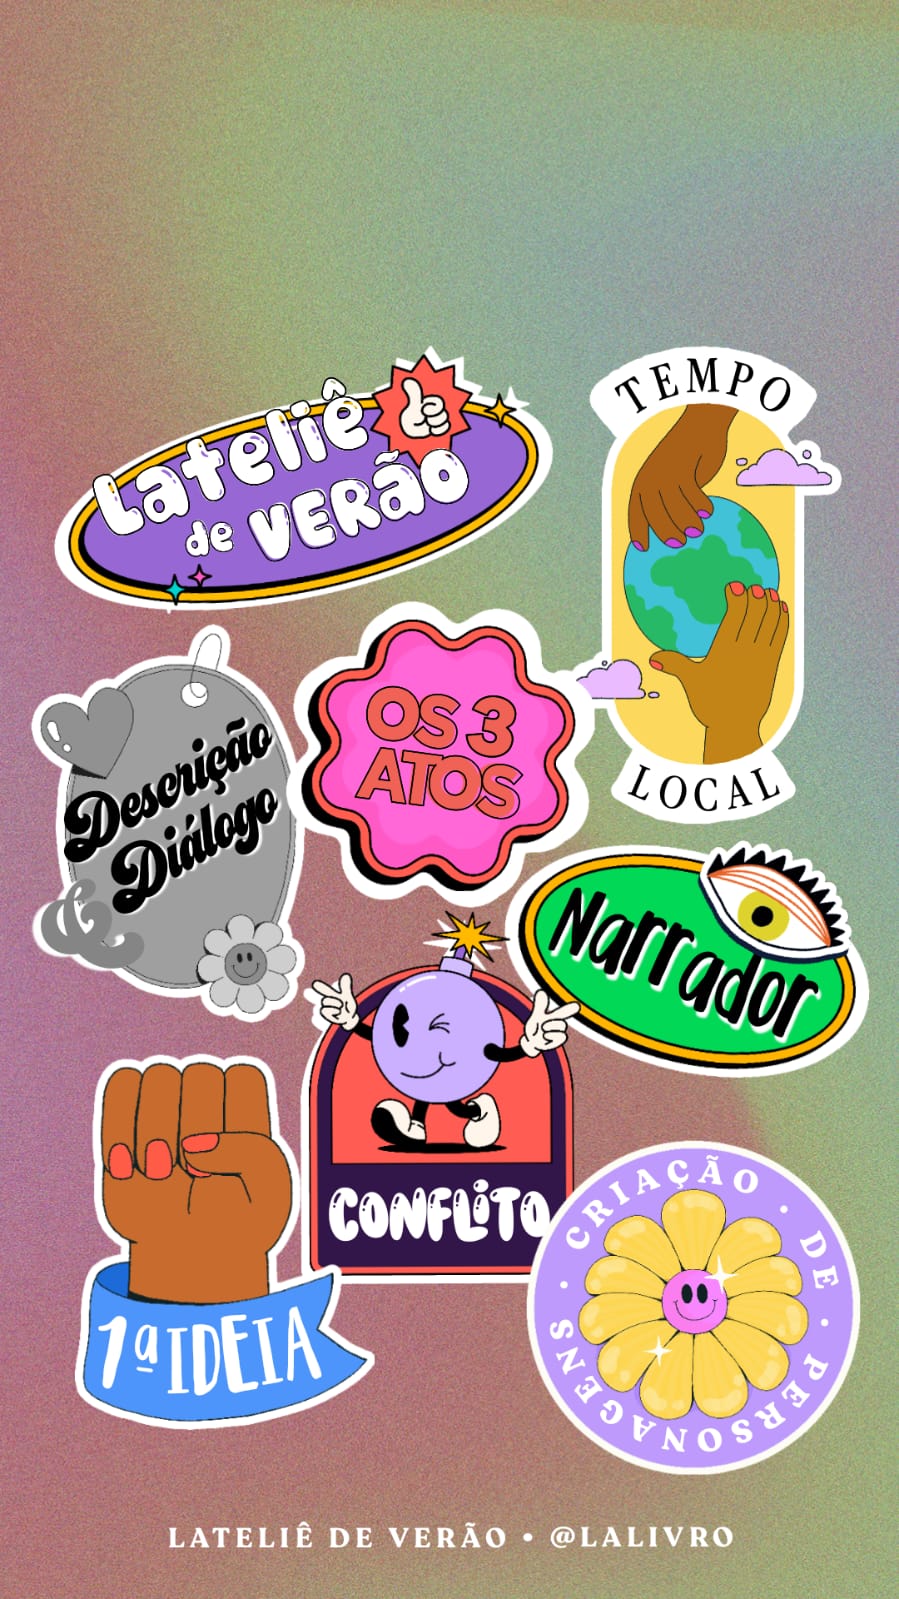 Lateliê
de VERÃO
TEMPO
LOCAL
OS 3
ATOS
Descrição
& Diálogo
Narrador
CONFLITO
1ª IDEIA
CRIAÇÃO · DE · PERSONAGENS ·
LATELIÊ DE VERÃO • @LALIVRO